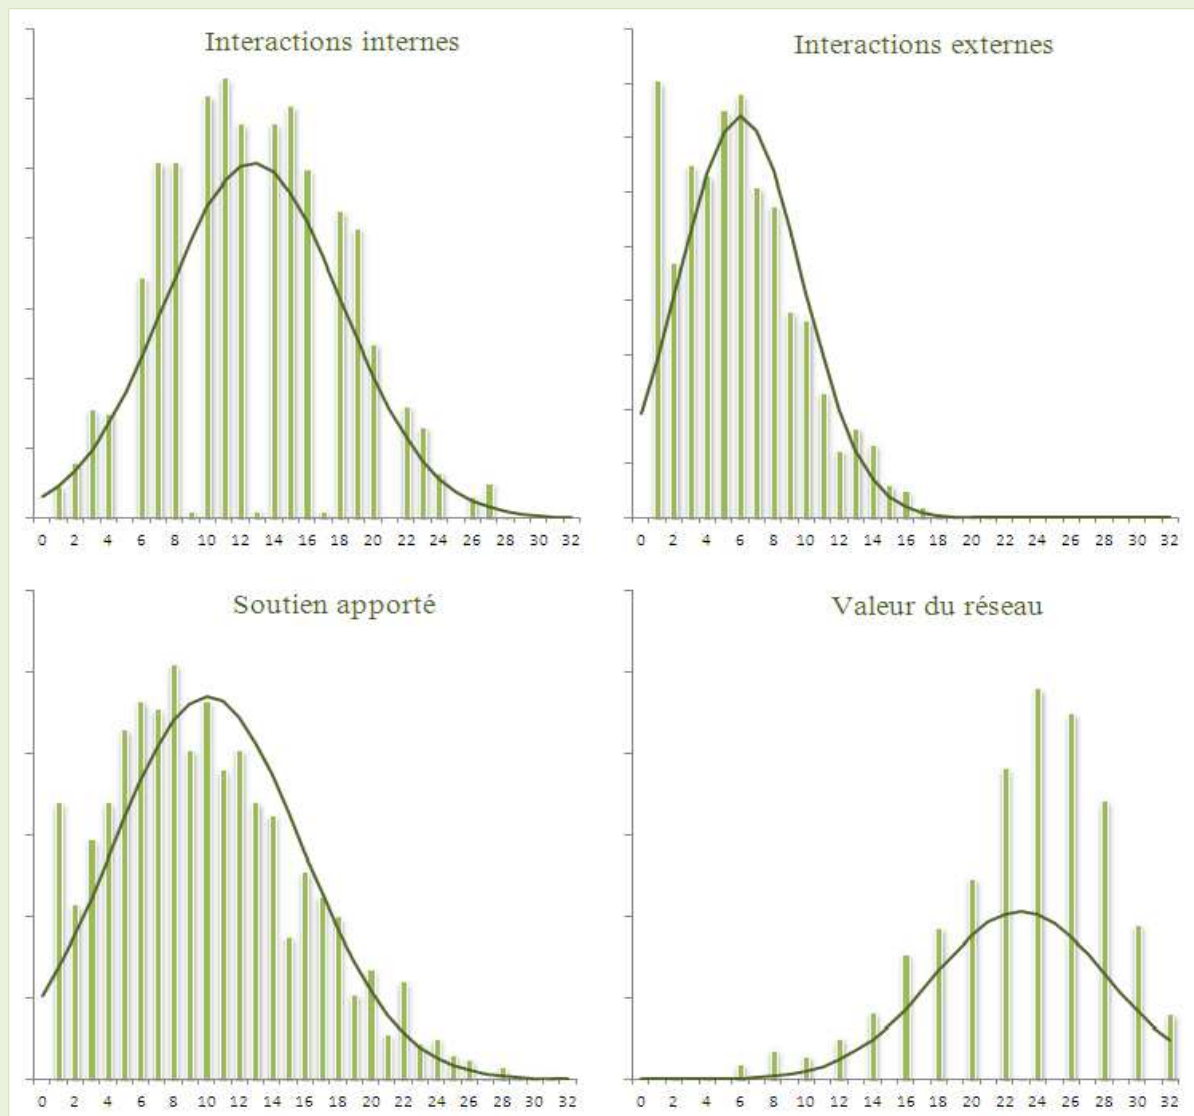 Interactions internes
0 2 4 6 8 10 12 14 16 18 20 22 24 26 28 30 32
Interactions externes
0 2 4 6 8 10 12 14 16 18 20 22 24 26 28 30 32
Soutien apporté
0 2 4 6 8 10 12 14 16 18 20 22 24 26 28 30 32
Valeur du réseau
0 2 4 6 8 10 12 14 16 18 20 22 24 26 28 30 32